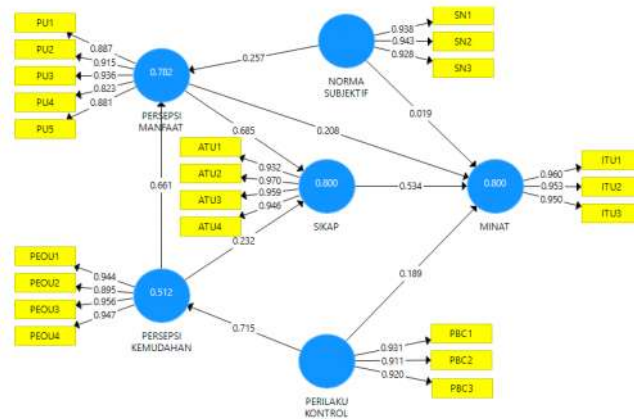 PU1
PU2
PU3
PU4
PU5
0.887
0.915
0.936
0.823
0.881
0.782
PERSEPSI
MANFAAT
0.257
NORMA
SUBJEKTIF
0.938
0.943
0.928
SN1
SN2
SN3
0.019
0.208
0.685
0.661
ATU1
ATU2
ATU3
ATU4
0.932
0.970
0.959
0.946
0.800
SIKAP
0.534
0.800
MINAT
0.960
0.953
0.950
ITU1
ITU2
ITU3
0.232
0.189
PEOU1
PEOU2
PEOU3
PEOU4
0.944
0.895
0.956
0.947
0.512
PERSEPSI
KEMUDAHAN
0.715
PERILAKU
KONTROL
0.931
0.911
0.920
PBC1
PBC2
PBC3